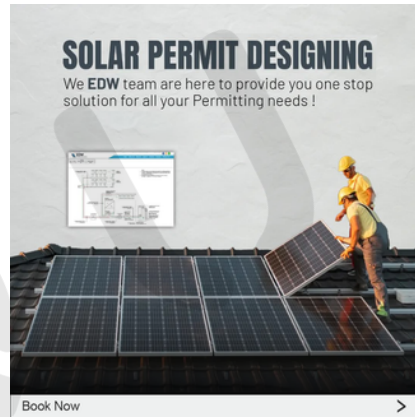 SOLAR PERMIT DESIGNING
We EDW team are here to provide you one stop
solution for all your Permitting needs !
EDW
Book Now